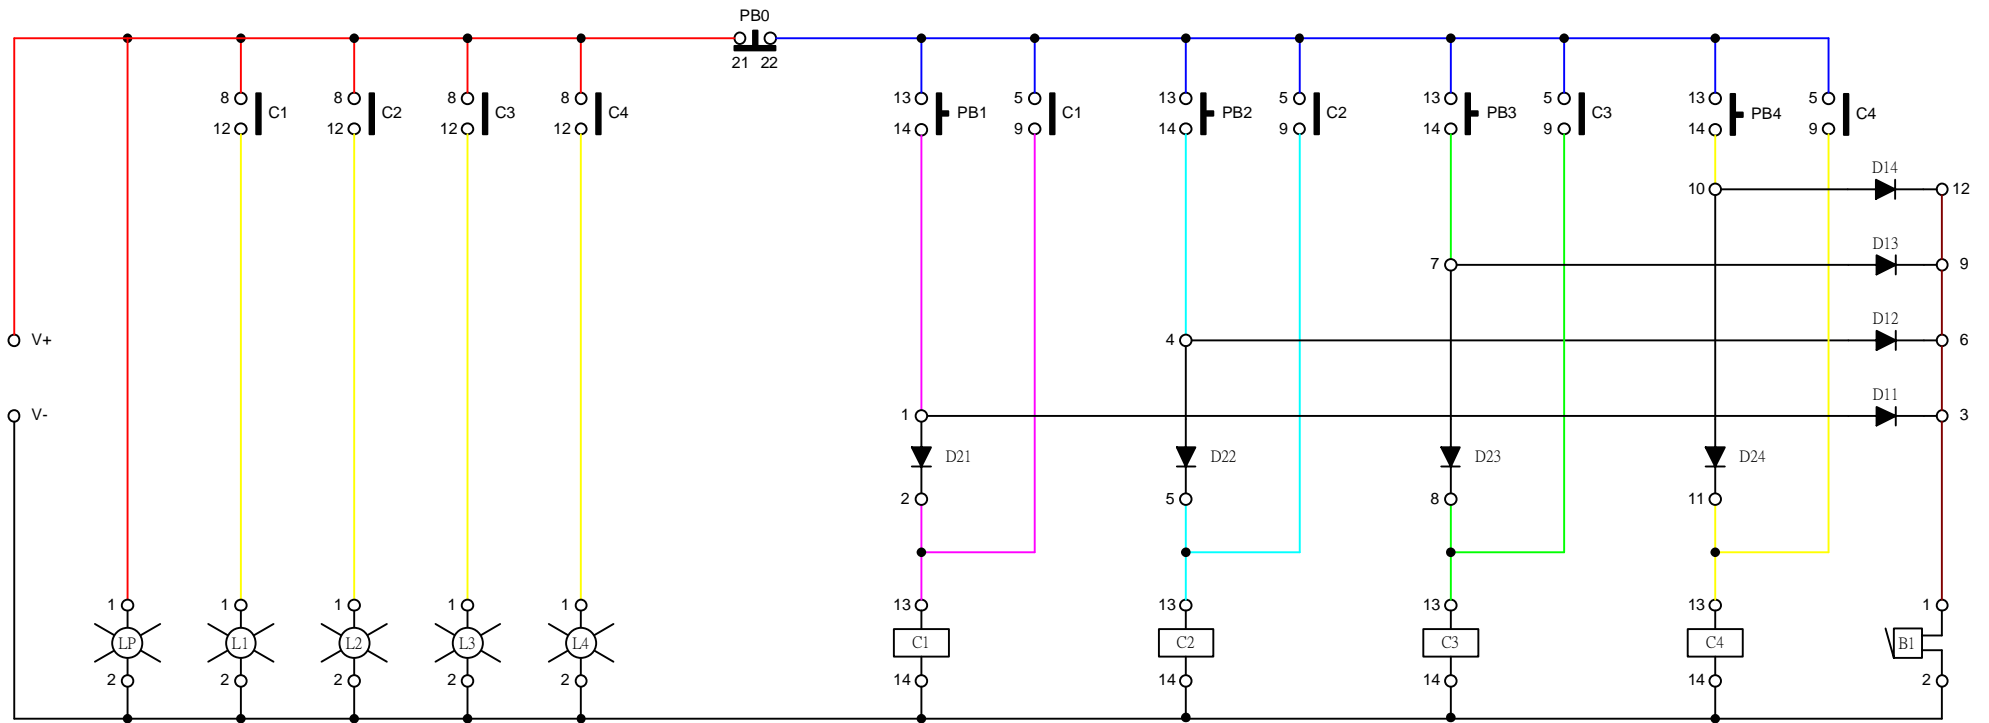 PB0
21 22
8 C1 8 C2 8 C3 8 C4 13 PB1 5 C1 13 PB2 5 C2 13 PB3 5 C3 13 PB4 5 C4
12 12 12 12 14 9 14 9 14 9 14 9
D14
10 12
D13
7 9
D12
V+ 4 6
D11
V- 1 3
D21 D22 D23 D24
2 5 8 11
1 1 1 1 1 13 13 13 13 1
LP L1 L2 L3 L4 C1 C2 C3 C4 B1
2 2 2 2 2 14 14 14 14 2